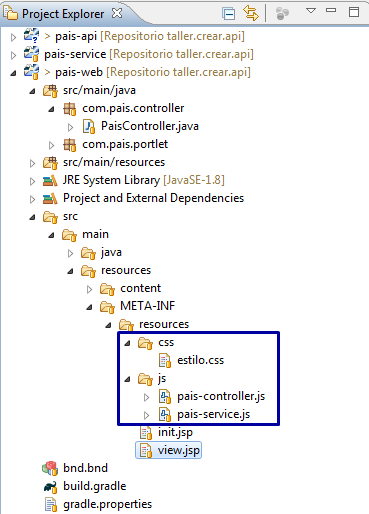 Project Explorer
> pais-api [Repositorio taller.crear.api]
pais-service [Repositorio taller.crear.api]
> pais-web [Repositorio taller.crear.api]
src/main/java
com.pais.controller
PaisController.java
com.pais.portlet
src/main/resources
JRE System Library [JavaSE-1.8]
Project and External Dependencies
src
main
java
resources
content
META-INF
resources
css
estilo.css
js
pais-controller.js
pais-service.js
init.jsp
view.jsp
bnd.bnd
build.gradle
gradle.properties